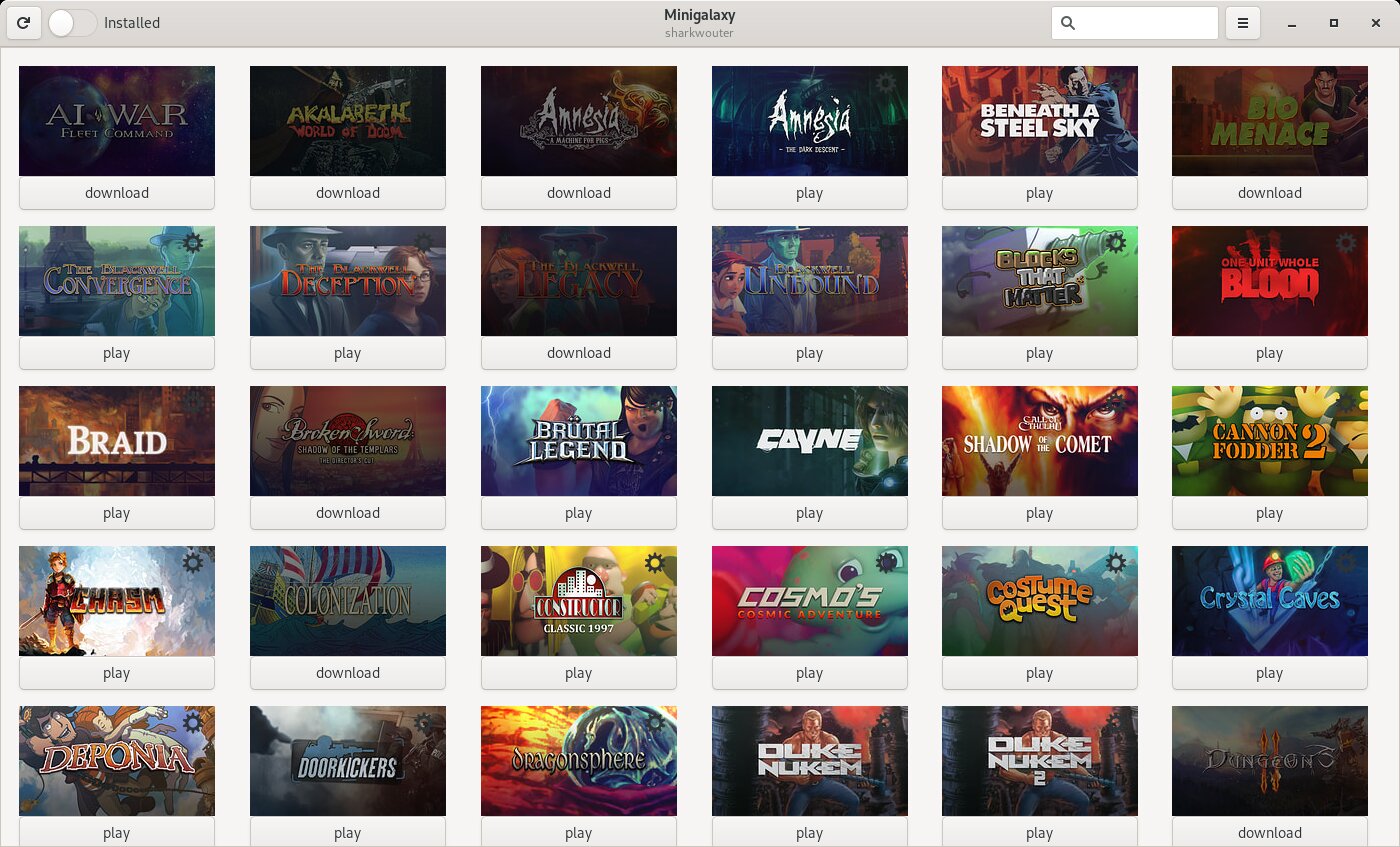 Installed
Minigalaxy
sharkwouter
AI WAR
FLEET COMMAND
AKALABETH
WORLD OF DOOM
Amnesia
A MACHINE FOR PIGS
Amnesia
- THE DARK DESCENT -
BENEATH A
STEEL SKY
BIO
MENACE
download
download
download
play
play
download
THE BLACKWELL
CONVERGENCE
THE BLACKWELL
DECEPTION
THE BLACKWELL
LEGACY
BLACKWELL
UNBOUND
BLOCKS
THAT
MATTER
ONE UNIT WHOLE
BLOOD
play
play
download
play
play
play
BRAID
Broken Sword:
SHADOW OF THE TEMPLARS
THE DIRECTOR'S CUT
BRÜTAL
LEGEND
CAYNE
CALL OF
CTHULHU
SHADOW OF THE COMET
CANNON
FODDER 2
play
download
play
play
play
play
CHASM
COLONIZATION
CONSTRUCTOR
CLASSIC 1997
COSMO'S
COSMIC ADVENTURE
COSTUME
QUEST
Crystal Caves
play
download
play
play
play
play
DEPONIA
DOORKICKERS
dragonsphere
DUKE
NUKEM
DUKE
NUKEM
2
DUNGEONS
II
play
play
play
play
play
download